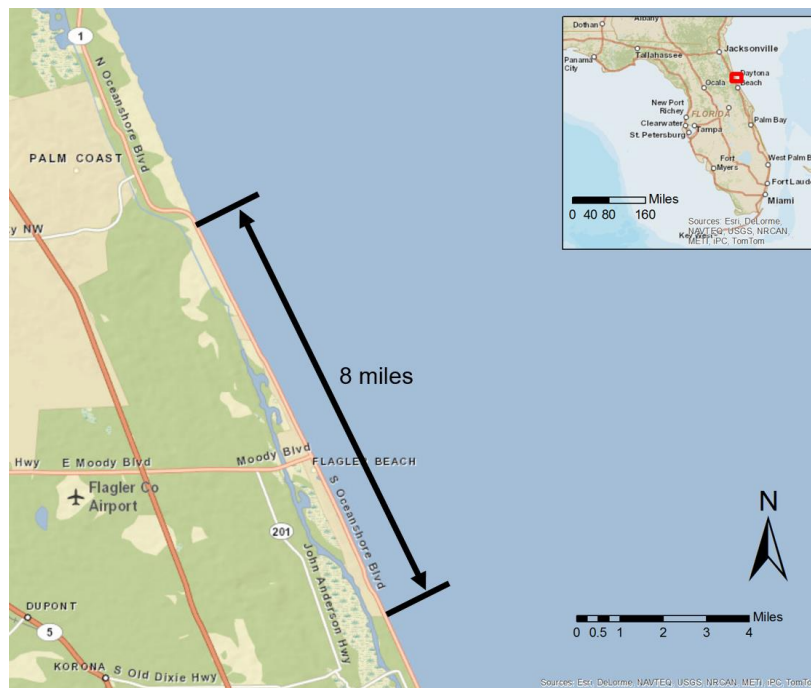 1
N Oceanshore Blvd
PALM COAST
y NW
8 miles
Hwy
E Moody Blvd
Moody Blvd
FLAGLER BEACH
Flagler Co
Airport
S Oceanshore Blvd
201
John Anderson Hwy
DUPONT
5
KORONA
S Old Dixie Hwy
Dothan
Albany
Tallahassee
Jacksonville
Panama
City
Ocala
Daytona
Beach
New Port
Richey
FLORIDA
Clearwater
Tampa
St. Petersburg
Palm Bay
Fort
Myers
West Palm B
Fort Laud
Miami
Key West
Miles
0 40 80 160
Sources: Esri, DeLorme,
NAVTEQ, USGS, NRCAN,
METI, iPC, TomTom
N
Miles
0 0.5 1 2 3 4
Sources: Esri, DeLorme, NAVTEQ, USGS, NRCAN, METI, iPC, TomT